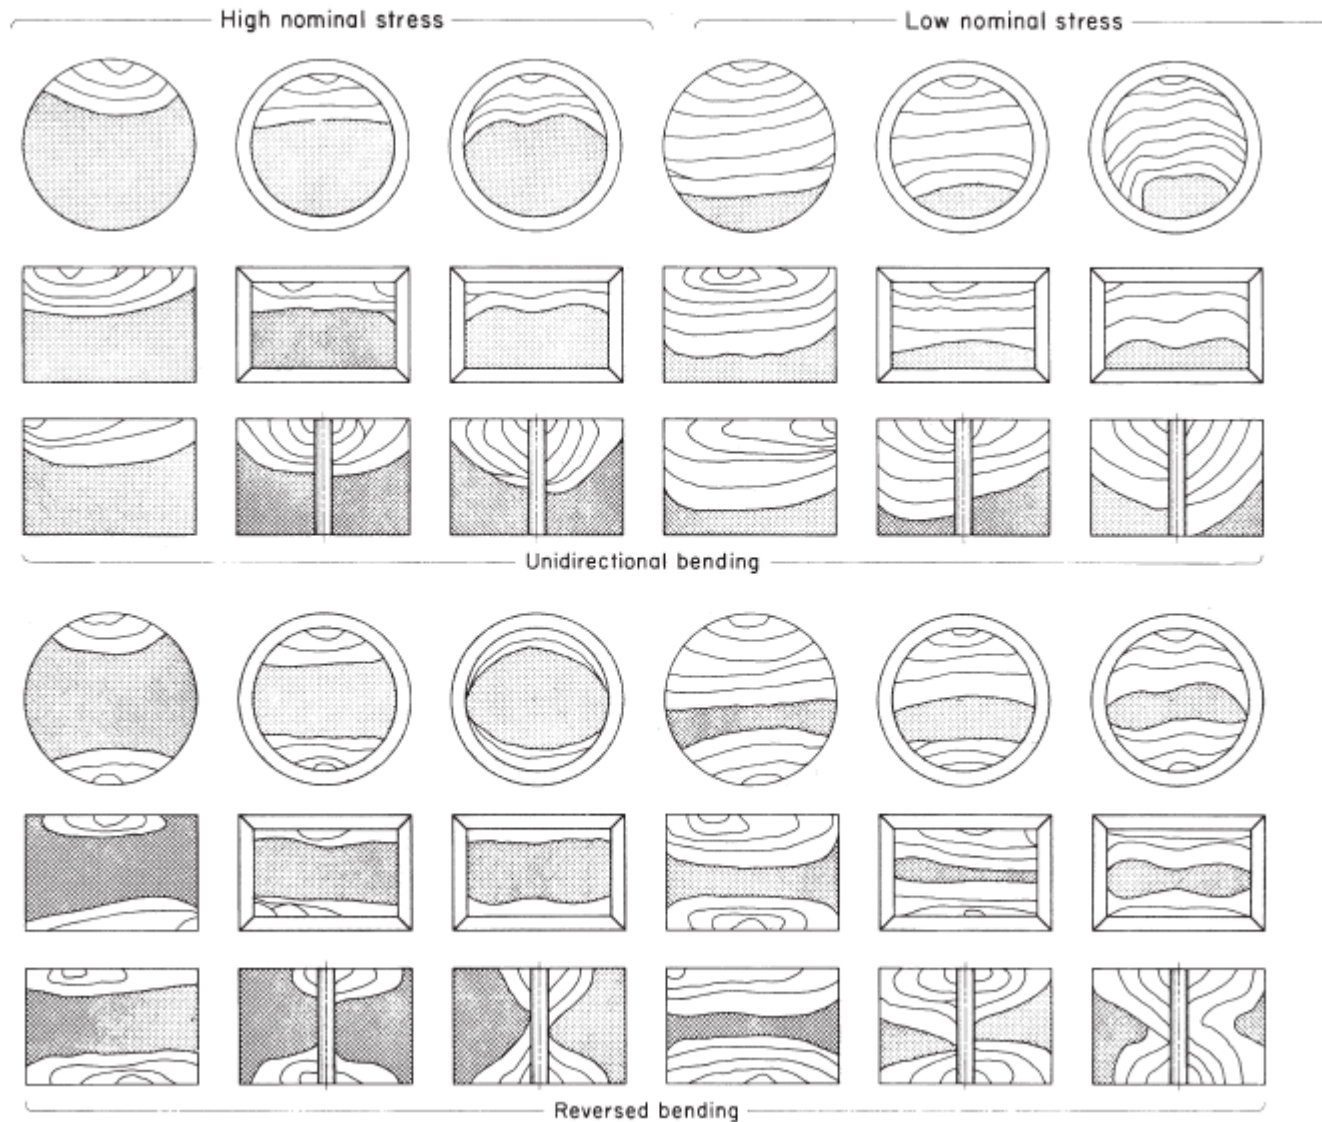 High nominal stress
Low nominal stress
Unidirectional bending
Reversed bending